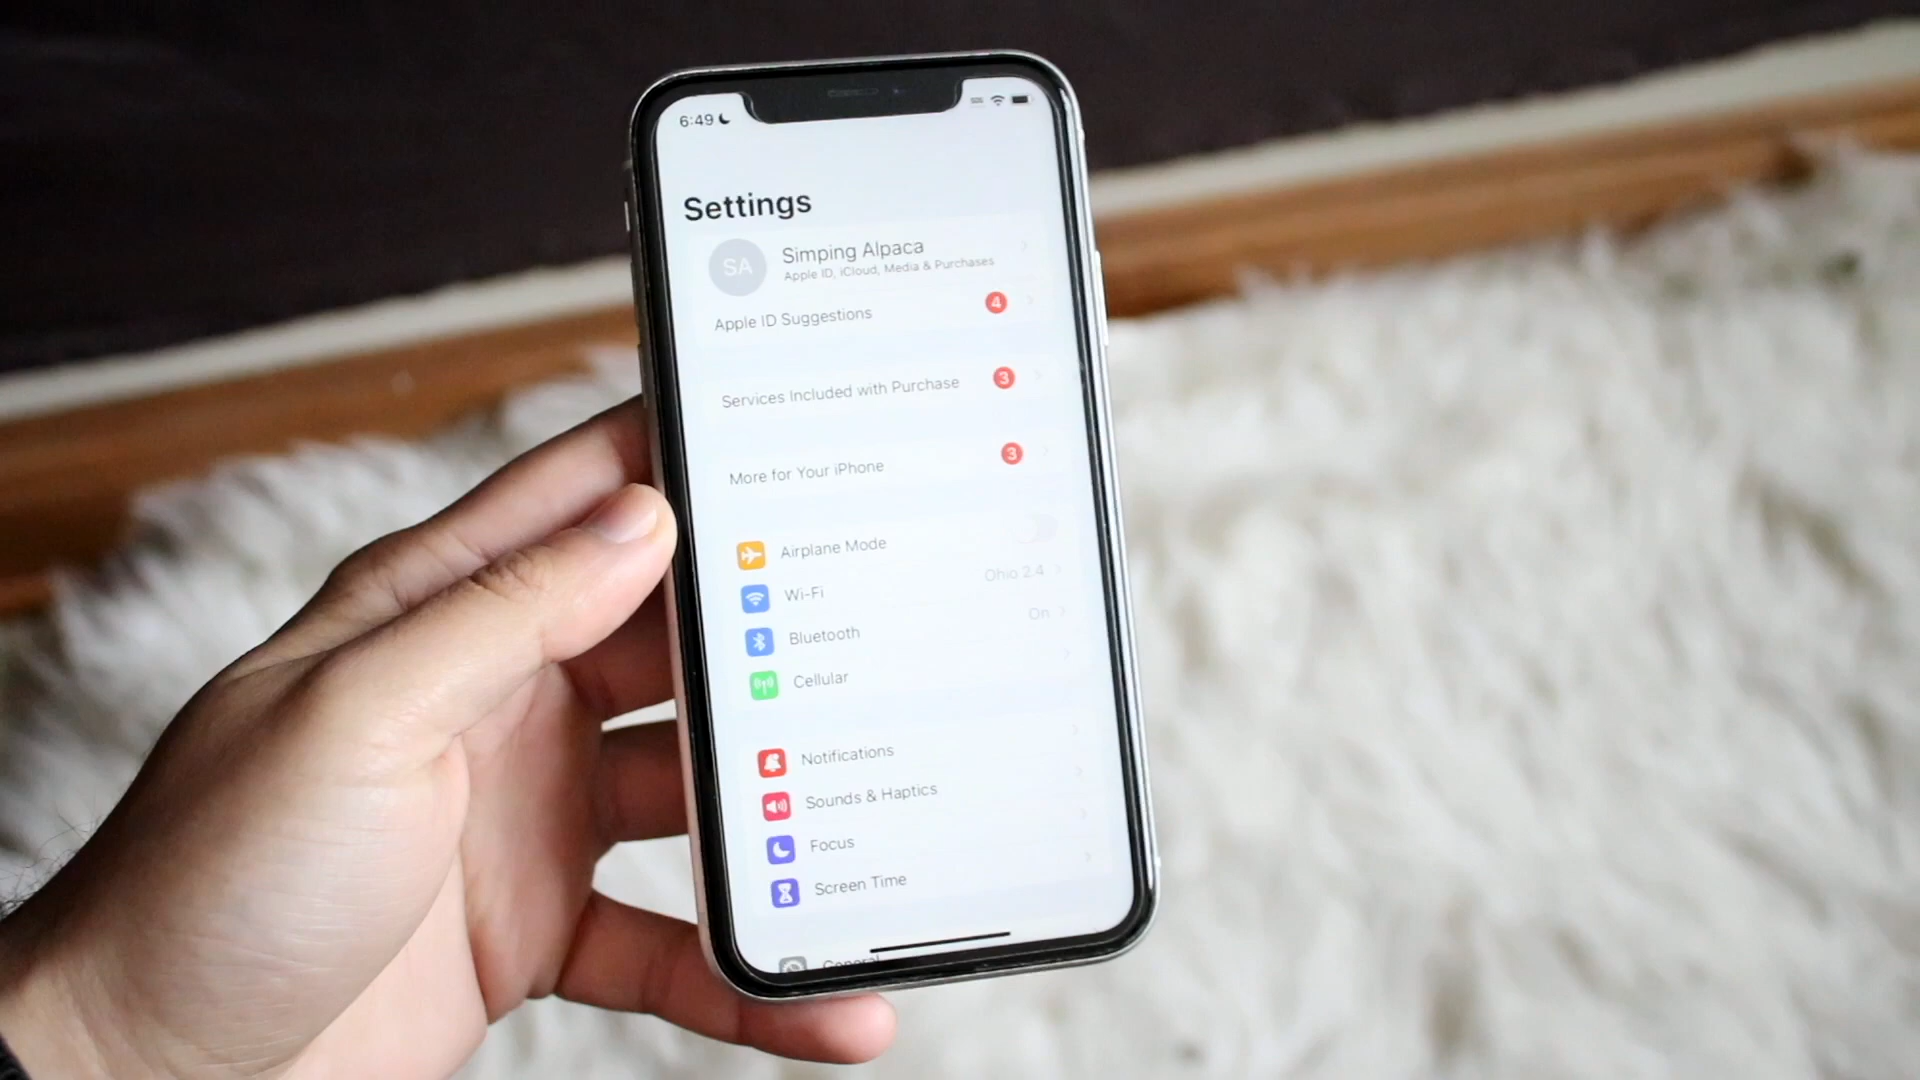 6:49
Settings
SA
Simping Alpaca
Apple ID, iCloud, Media & Purchases
Apple ID Suggestions 4
Services Included with Purchase 3
More for Your iPhone 3
Airplane Mode
Wi-Fi Ohio 2.4
Bluetooth On
Cellular
Notifications
Sounds & Haptics
Focus
Screen Time
General